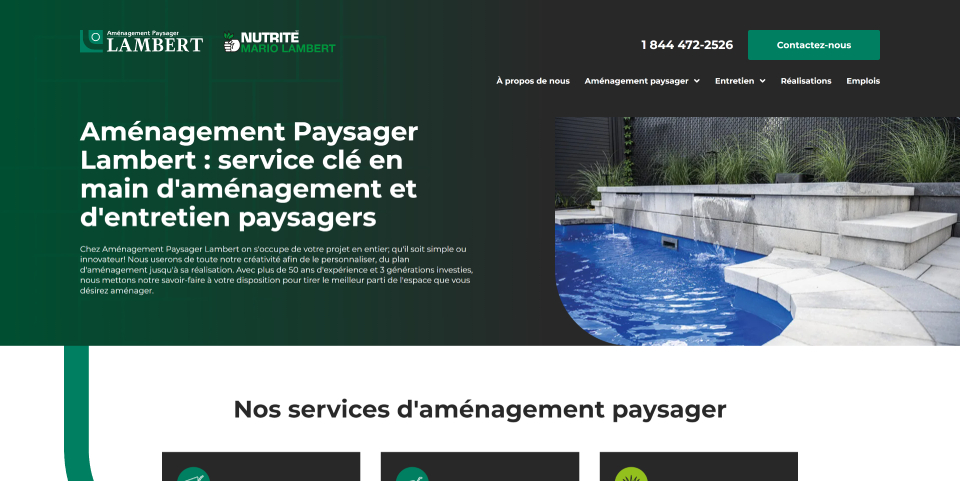 Aménagement Paysager
LAMBERT
NUTRITE
MARIO LAMBERT
1 844 472-2526
Contactez-nous
À propos de nous
Aménagement paysager
Entretien
Réalisations
Emplois
Aménagement Paysager
Lambert : service clé en
main d'aménagement et
d'entretien paysagers
Chez Aménagement Paysager Lambert on s'occupe de votre projet en entier; qu'il soit simple ou
innovateur! Nous userons de toute notre créativité afin de le personnaliser, du plan
d'aménagement jusqu'à sa réalisation. Avec plus de 50 ans d'expérience et 3 générations investies,
nous mettons notre savoir-faire à votre disposition pour tirer le meilleur parti de l'espace que vous
désirez aménager.
Nos services d'aménagement paysager